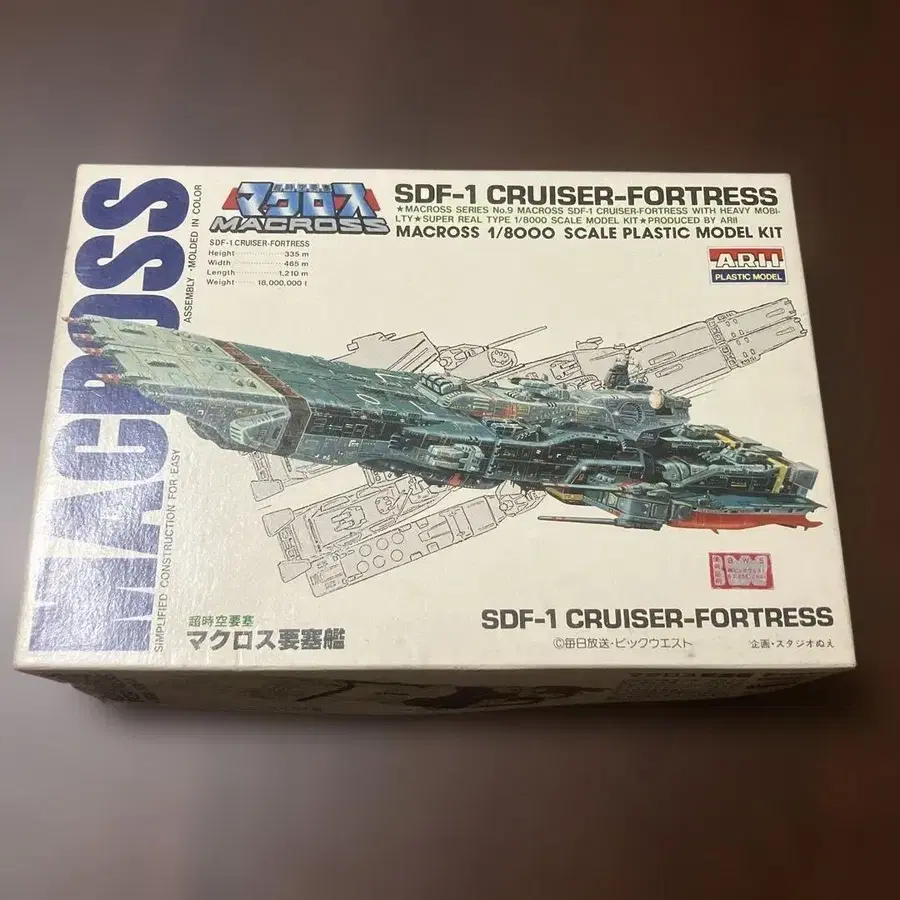 MACROSS
SIMPLIFIED CONSTRUCTION FOR EASY ASSEMBLY · MOLDED IN COLOR
マクロス
MACROSS
SDF-1 CRUISER-FORTRESS
★MACROSS SERIES No.9 MACROSS SDF-1 CRUISER-FORTRESS WITH HEAVY MOBI-
LTY★SUPER REAL TYPE 1/8000 SCALE MODEL KIT★PRODUCED BY ARII
MACROSS 1/8000 SCALE PLASTIC MODEL KIT
SDF-1.CRUISER-FORTRESS
Height 335 m
Width 465 m
Length 1,210 m
Weight 18,000,000 t
ARII
PLASTIC MODEL
B・W・S
超時空要塞
マクロス要塞艦
SDF-1 CRUISER-FORTRESS
©毎日放送・ビックウエスト
企画・スタジオぬえ
マクロス要塞艦